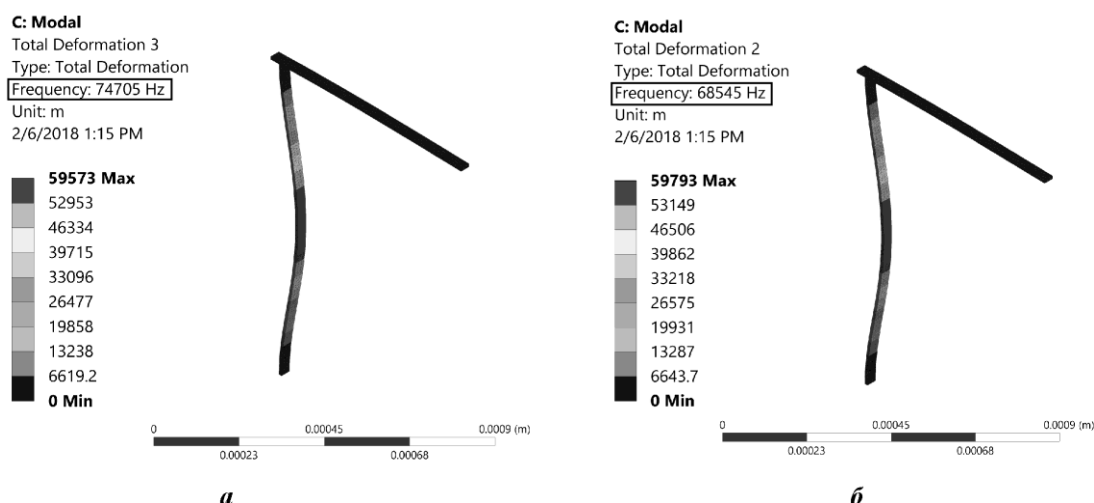 C: Modal
Total Deformation 3
Type: Total Deformation
Frequency: 74705 Hz
Unit: m
2/6/2018 1:15 PM
59573 Max
52953
46334
39715
33096
26477
19858
13238
6619.2
0 Min
0 0.00045 0.0009 (m)
0.00023 0.00068
а
C: Modal
Total Deformation 2
Type: Total Deformation
Frequency: 68545 Hz
Unit: m
2/6/2018 1:15 PM
59793 Max
53149
46506
39862
33218
26575
19931
13287
6643.7
0 Min
0 0.00045 0.0009 (m)
0.00023 0.00068
б